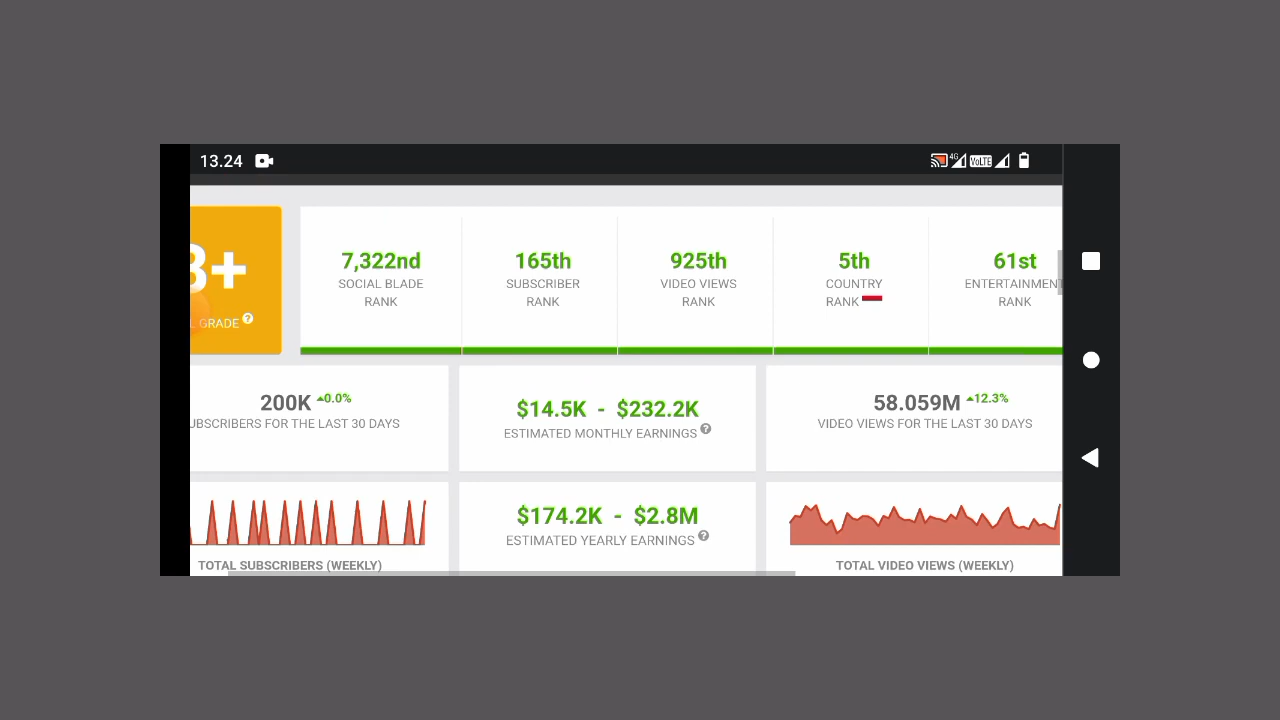 13.24
4G VoLTE
B+
L GRADE ?
7,322nd
SOCIAL BLADE
RANK
165th
SUBSCRIBER
RANK
925th
VIDEO VIEWS
RANK
5th
COUNTRY
RANK
61st
ENTERTAINMENT
RANK
200K 0.0%
UBSCRIBERS FOR THE LAST 30 DAYS
$14.5K - $232.2K
ESTIMATED MONTHLY EARNINGS ?
58.059M 12.3%
VIDEO VIEWS FOR THE LAST 30 DAYS
TOTAL SUBSCRIBERS (WEEKLY)
$174.2K - $2.8M
ESTIMATED YEARLY EARNINGS ?
TOTAL VIDEO VIEWS (WEEKLY)